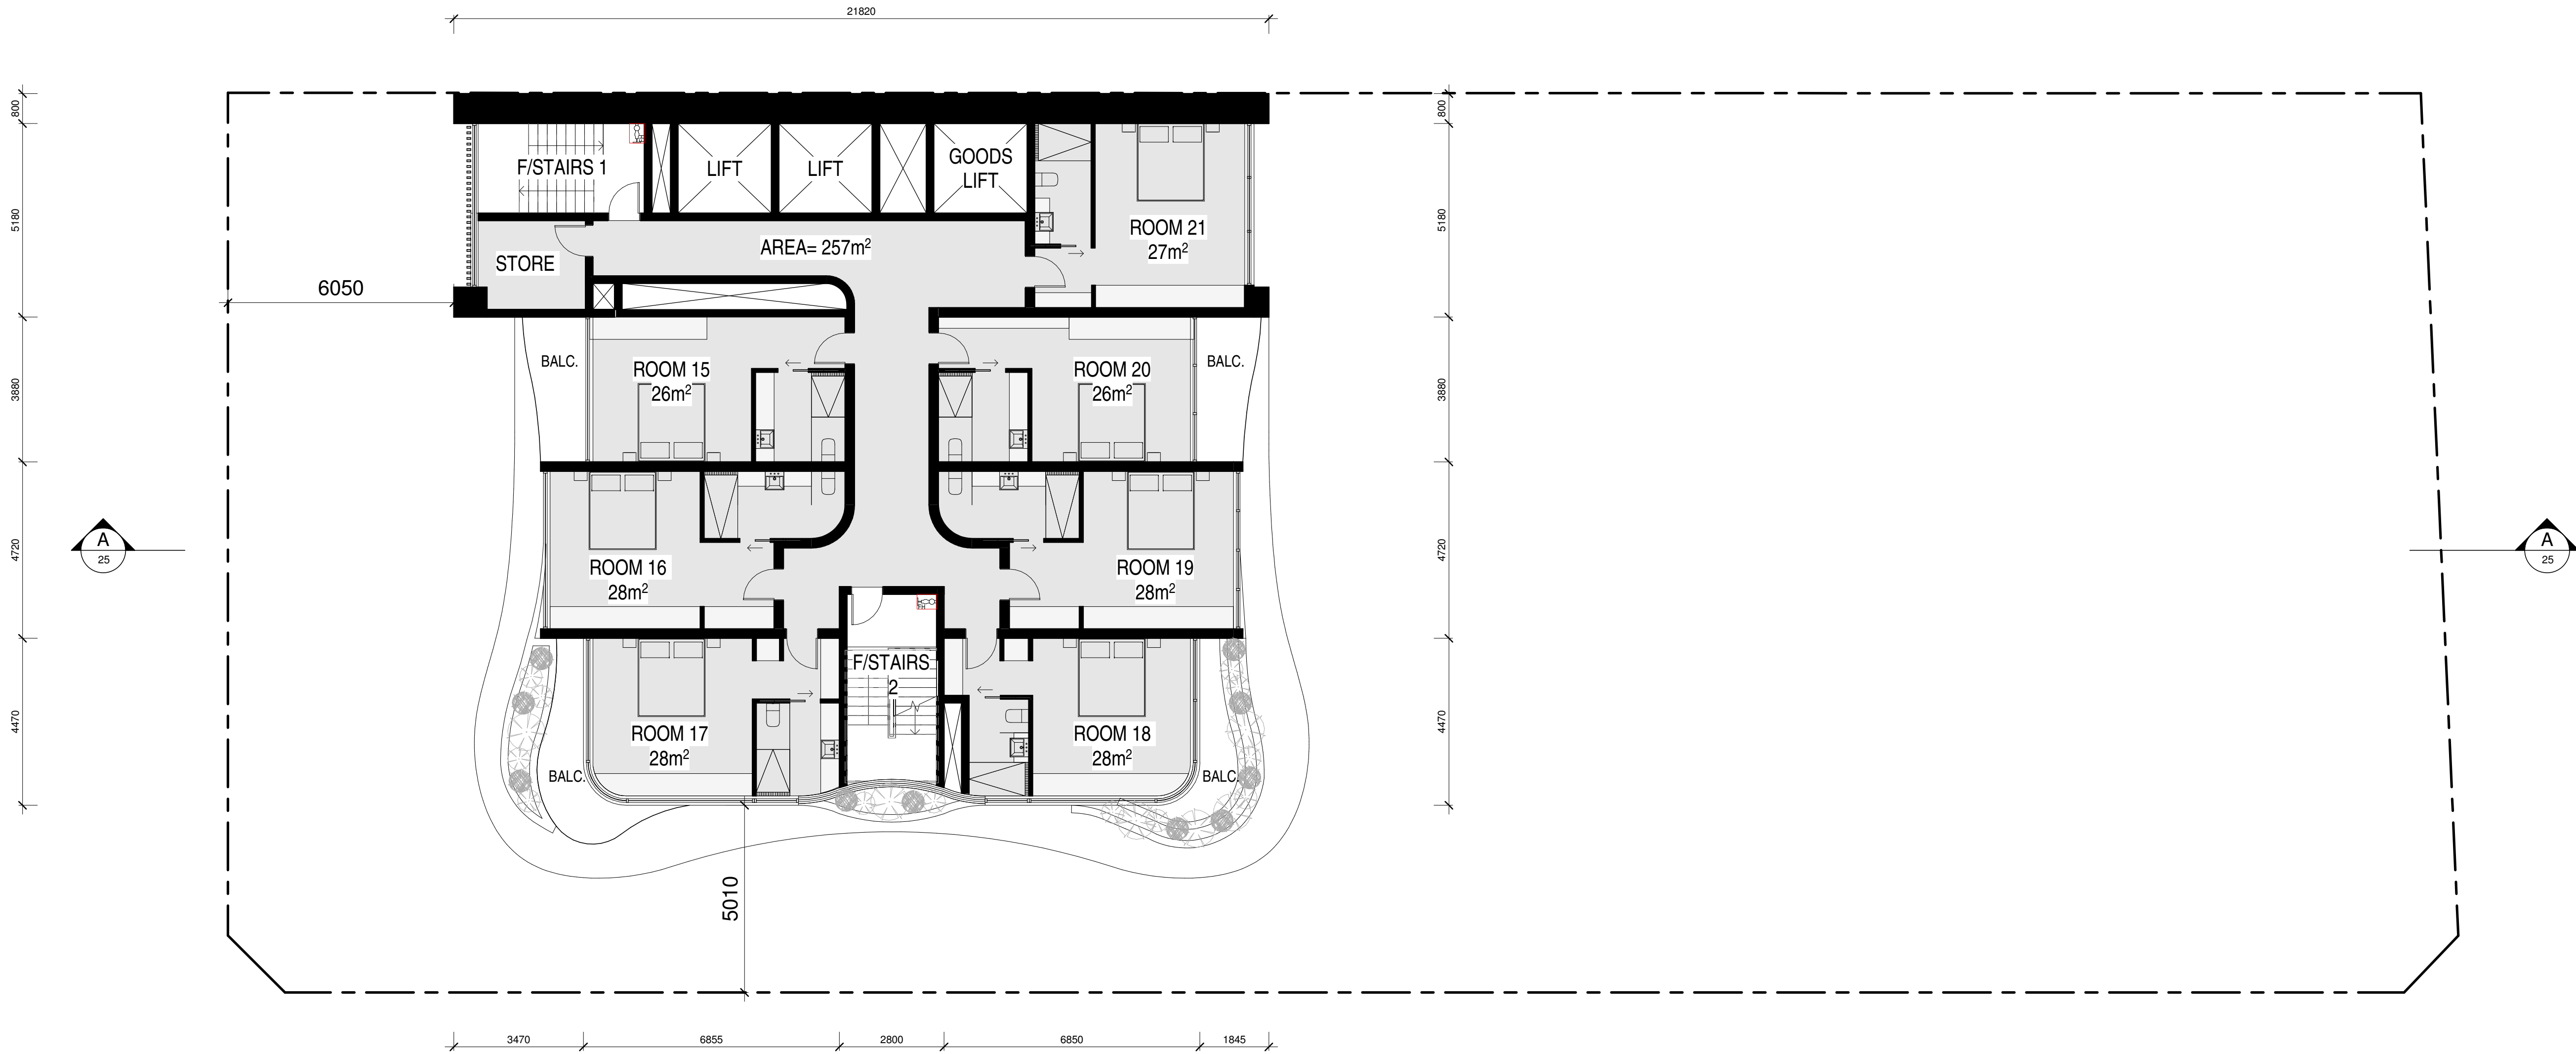 21820
800
5180
3880
4720
4470
800
5180
3880
4720
4470
F/STAIRS 1
LIFT
LIFT
GOODS
LIFT
ROOM 21
27m²
AREA= 257m²
STORE
6050
BALC.
ROOM 15
26m²
ROOM 20
26m²
BALC.
A
25
ROOM 16
28m²
ROOM 19
28m²
A
25
F/STAIRS
2
ROOM 17
28m²
ROOM 18
28m²
BALC.
BALC.
5010
3470
6855
2800
6850
1845